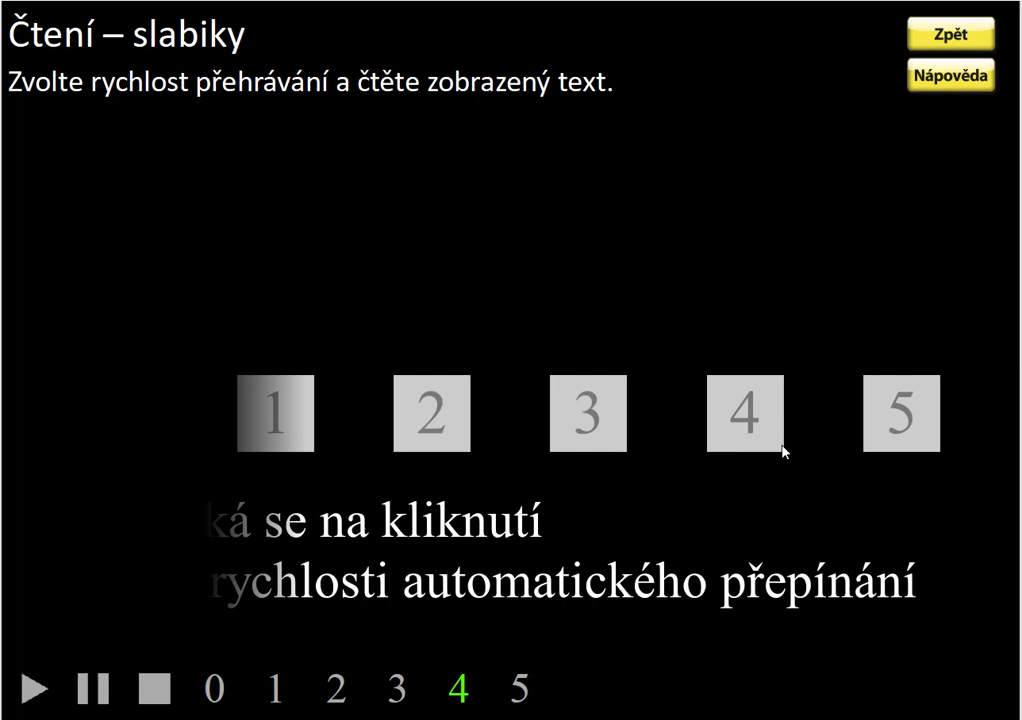 Čtení – slabiky
Zpět
Zvolte rychlost přehrávání a čtěte zobrazený text.
Nápověda
1 2 3 4 5
se na kliknutí
rychlosti automatického přepínání
0 1 2 3 4 5